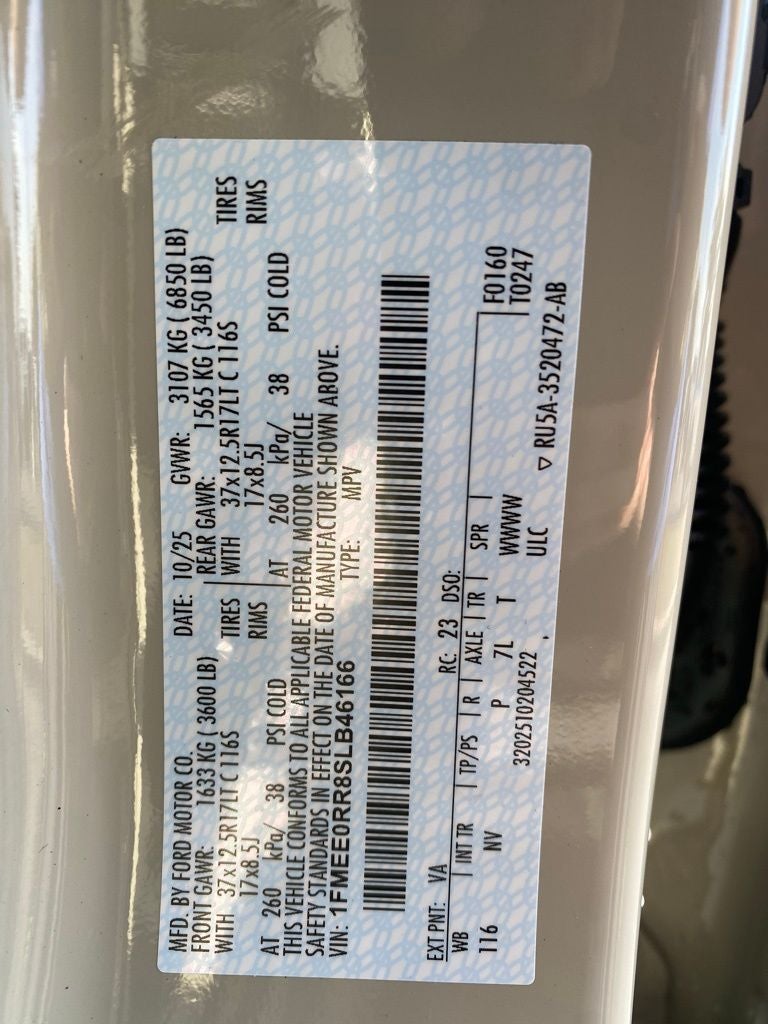 MFD. BY FORD MOTOR CO.
DATE: 10/25 GVWR: 3107 KG ( 6850 LB)
FRONT GAWR: 1633 KG ( 3600 LB) REAR GAWR: 1565 KG ( 3450 LB)
WITH 37x12.5R17LT C 116S TIRES WITH 37x12.5R17LT C 116S TIRES
17x8.5J RIMS 17x8.5J RIMS
AT 260 kPa/ 38 PSI COLD AT 260 kPa/ 38 PSI COLD
THIS VEHICLE CONFORMS TO ALL APPLICABLE FEDERAL MOTOR VEHICLE
SAFETY STANDARDS IN EFFECT ON THE DATE OF MANUFACTURE SHOWN ABOVE.
VIN: 1FMEE0RR8SLB46166 TYPE: MPV
EXT PNT: VA RC: 23 DSO:
WB INT TR TP/PS R AXLE TR SPR F0160
116 NV P 7L T WWWW T0247
3202510204522 ULC
▽ RU5A-3520472-AB